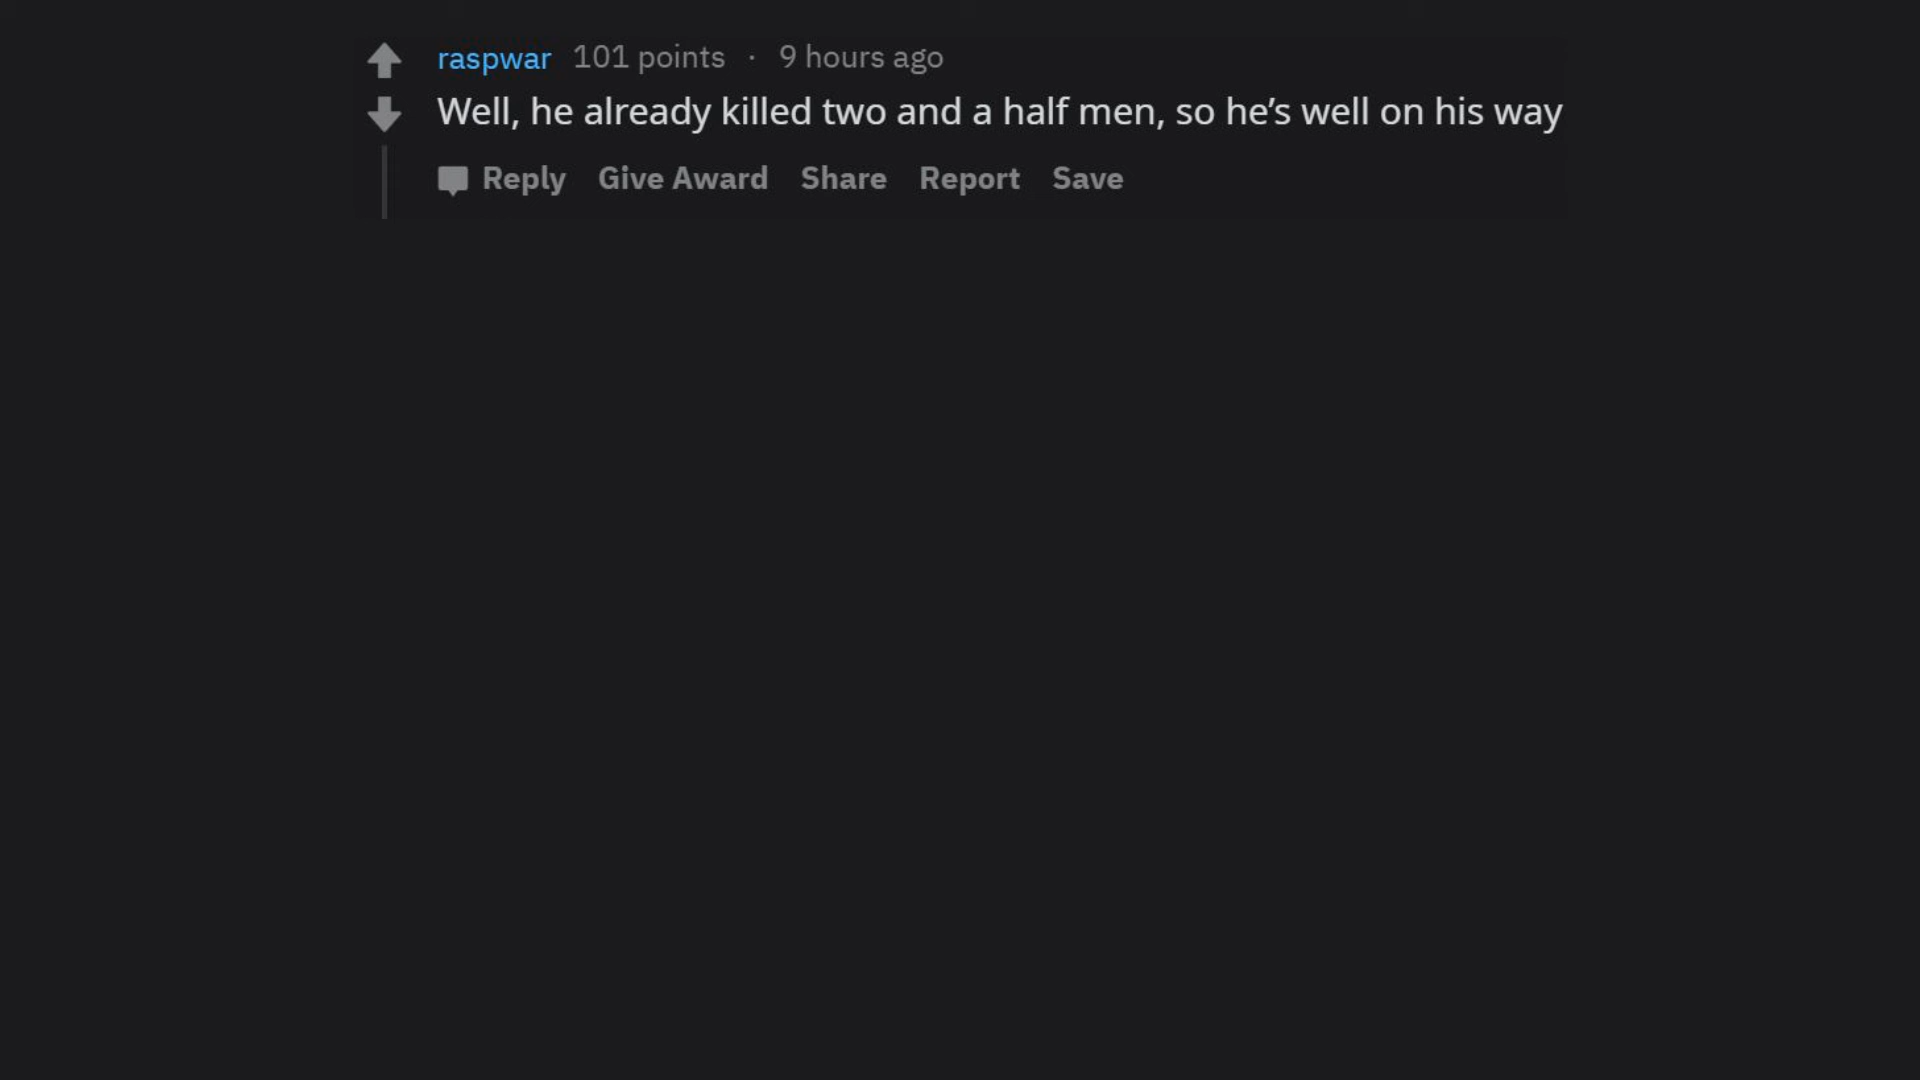 raspwar 101 points · 9 hours ago
Well, he already killed two and a half men, so he’s well on his way
Reply Give Award Share Report Save